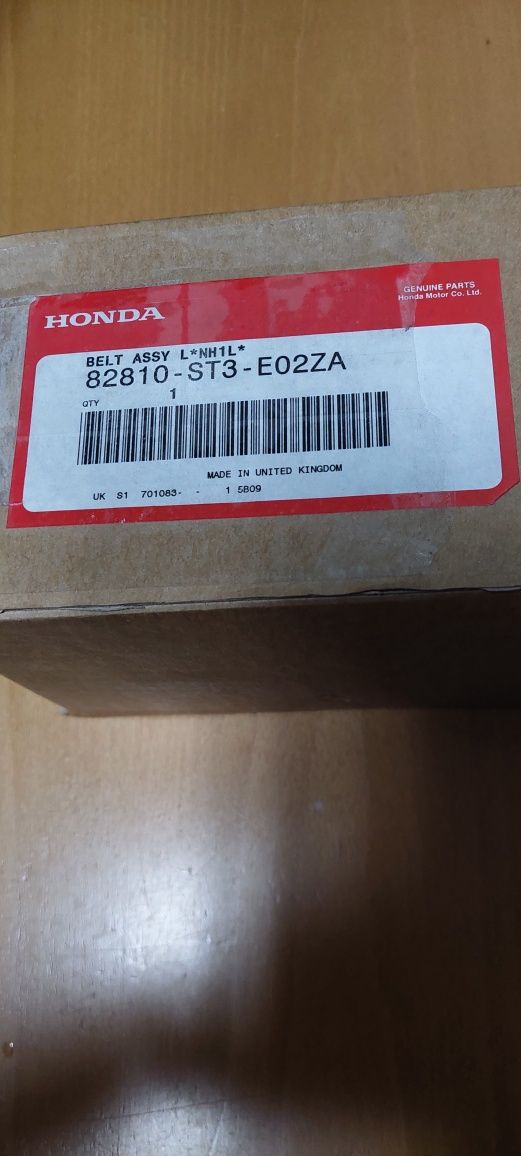 HONDA
GENUINE PARTS
Honda Motor Co. Ltd.
BELT ASSY L*NH1L*
82810-ST3-E02ZA
QTY 1
MADE IN UNITED KINGDOM
UK S1 701083- - 1 5809